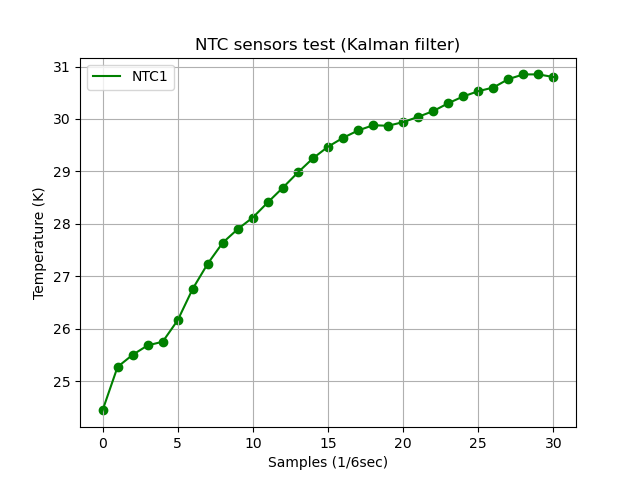 NTC sensors test (Kalman filter)
NTC1
31
30
29
28
27
26
25
Temperature (K)
0 5 10 15 20 25 30
Samples (1/6sec)